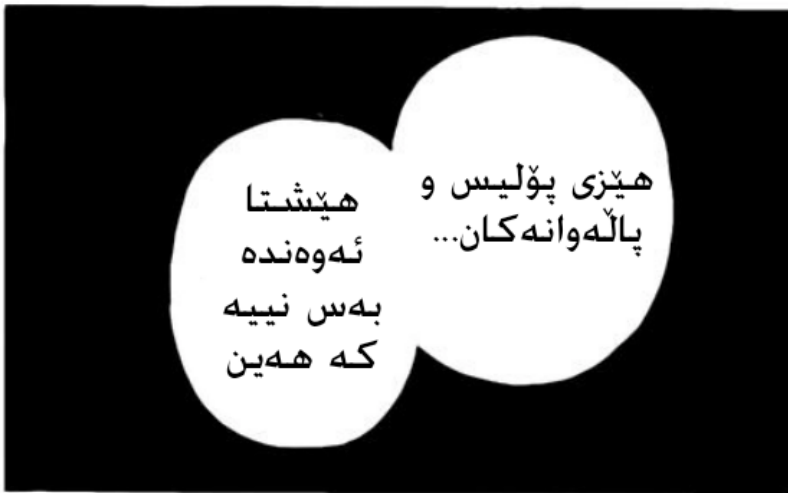 هێزی پۆلیس و
پاڵەوانەکان...
هێشتا
ئەوەندە
بەس نییە
کە هەین